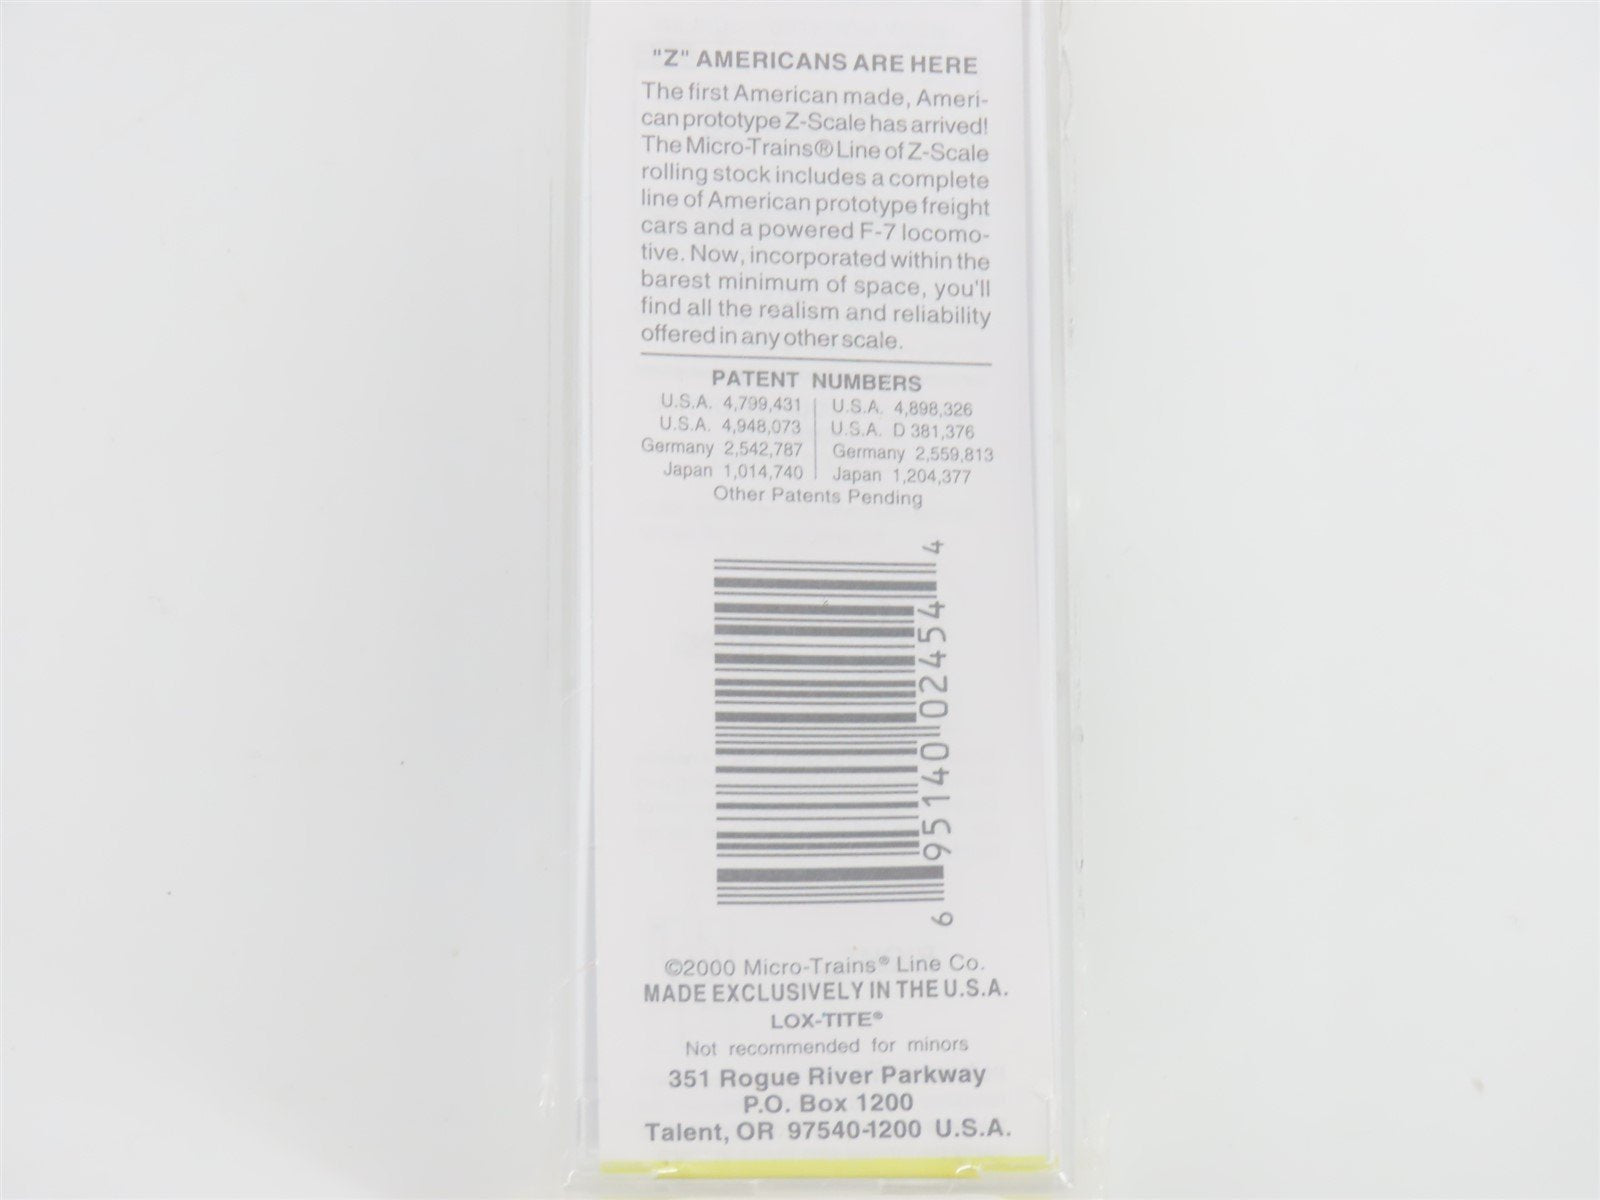 "Z" AMERICANS ARE HERE
The first American made, Ameri-
can prototype Z-Scale has arrived!
The Micro-Trains® Line of Z-Scale
rolling stock includes a complete
line of American prototype freight
cars and a powered F-7 locomo-
tive. Now, incorporated within the
barest minimum of space, you'll
find all the realism and reliability
offered in any other scale.
PATENT NUMBERS
U.S.A. 4,799,431 U.S.A. 4,898,326
U.S.A. 4,948,073 U.S.A. D 381,376
Germany 2,542,787 Germany 2,559,813
Japan 1,014,740 Japan 1,204,377
Other Patents Pending
6 95140 02454 4
©2000 Micro-Trains® Line Co.
MADE EXCLUSIVELY IN THE U.S.A.
LOX-TITE®
Not recommended for minors
351 Rogue River Parkway
P.O. Box 1200
Talent, OR 97540-1200 U.S.A.